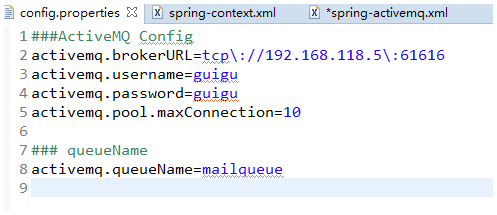 config.properties spring-context.xml *spring-activemq.xml
1 ###ActiveMQ Config
2 activemq.brokerURL=tcp\://192.168.118.5\:61616
3 activemq.username=guigu
4 activemq.password=guigu
5 activemq.pool.maxConnection=10
6
7 ### queueName
8 activemq.queueName=mailqueue
9